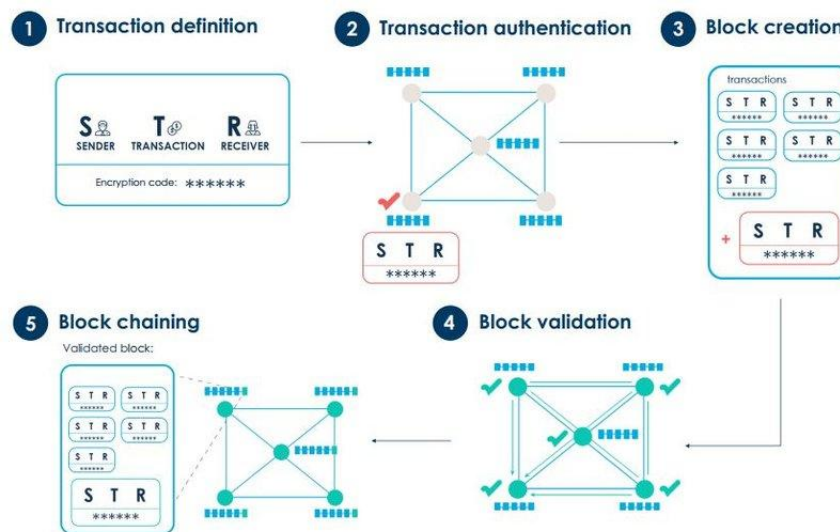 1 Transaction definition
S T R
SENDER TRANSACTION RECEIVER
Encryption code: ******
2 Transaction authentication
S T R
******
3 Block creation
transactions
S T R S T R
****** ******
S T R S T R
****** ******
S T R
******
+ S T R
******
4 Block validation
5 Block chaining
Validated block:
S T R S T R
****** ******
S T R S T R
****** ******
S T R
******
S T R
******